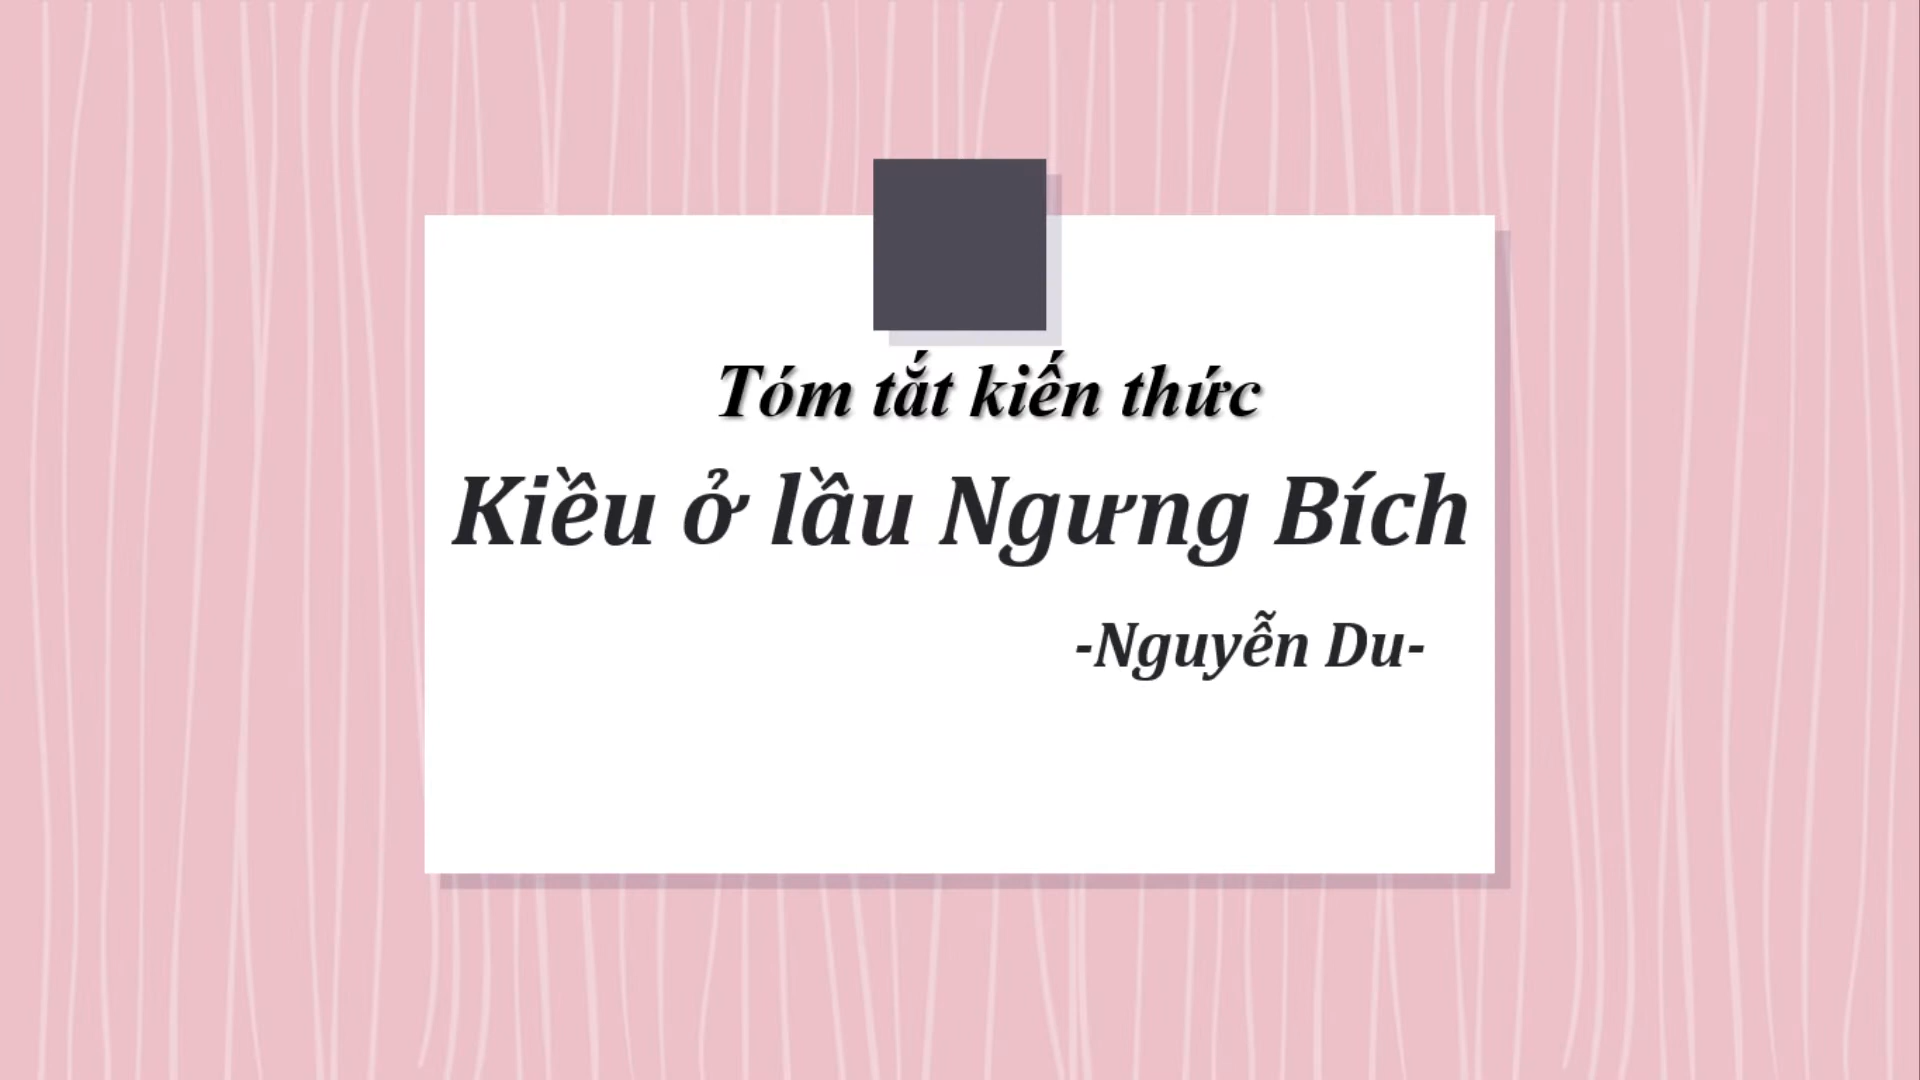 Tóm tắt kiến thức
Kiều ở lầu Ngưng Bích
-Nguyễn Du-